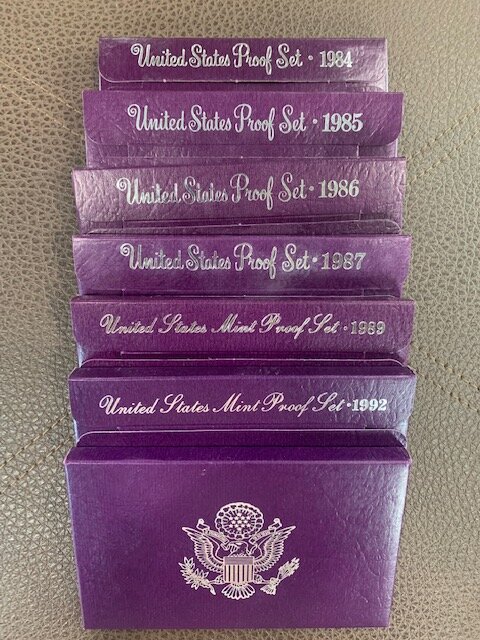 United States Proof Set · 1984
United States Proof Set · 1985
United States Proof Set · 1986
United States Proof Set · 1987
United States Mint Proof Set · 1989
United States Mint Proof Set · 1992